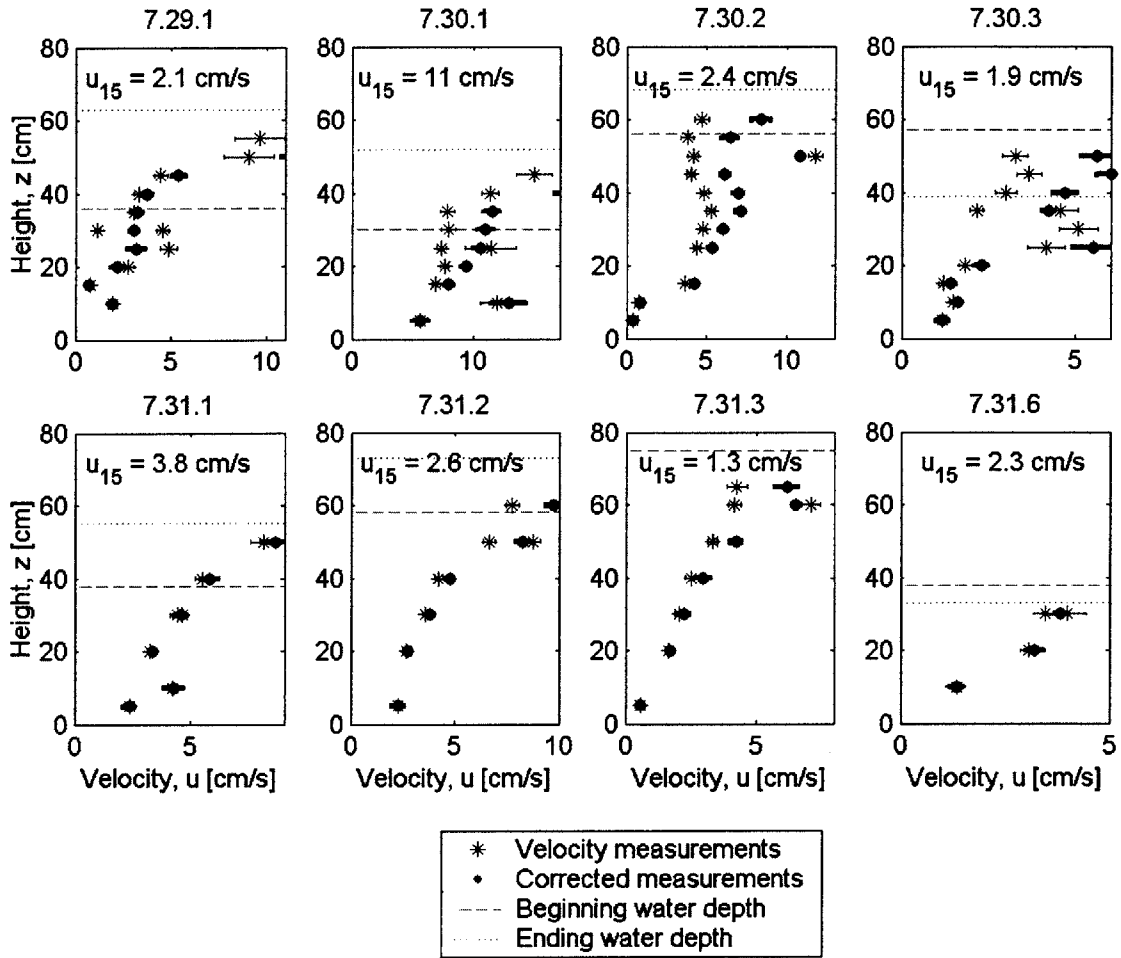 7.29.1
7.30.1
7.30.2
7.30.3
u15 = 2.1 cm/s
u15 = 11 cm/s
u15 = 2.4 cm/s
u15 = 1.9 cm/s
Height, z [cm]
80
60
40
20
0
0 5 10
80
60
40
20
0
0 10
80
60
40
20
0
0 5 10
80
60
40
20
0
0 5
7.31.1
7.31.2
7.31.3
7.31.6
u15 = 3.8 cm/s
u15 = 2.6 cm/s
u15 = 1.3 cm/s
u15 = 2.3 cm/s
Height, z [cm]
80
60
40
20
0
0 5
80
60
40
20
0
0 5 10
80
60
40
20
0
0 5
80
60
40
20
0
0 5
Velocity, u [cm/s]
Velocity, u [cm/s]
Velocity, u [cm/s]
Velocity, u [cm/s]
Velocity measurements
Corrected measurements
Beginning water depth
Ending water depth